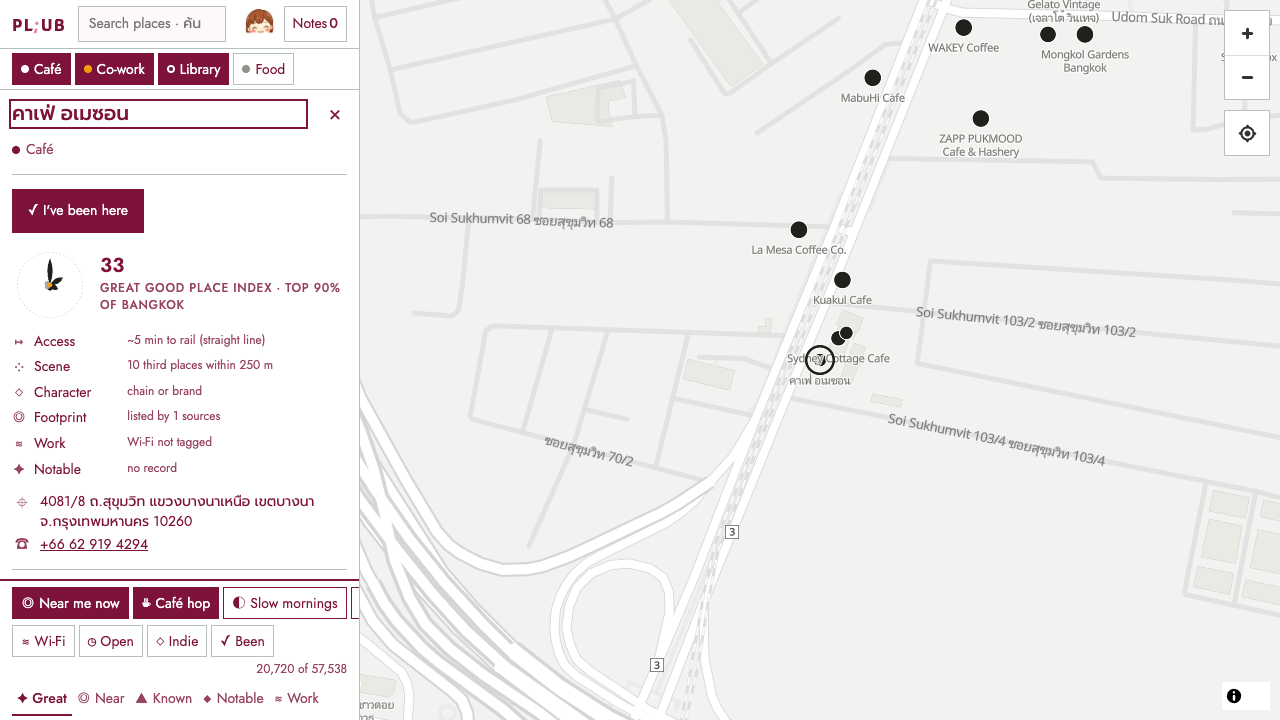 PL;UB
Search places · ค้น
Notes 0
Café
Co-work
Library
Food
คาเฟ่ อเมซอน
×
Café
✓ I've been here
33
GREAT GOOD PLACE INDEX · TOP 90%
OF BANGKOK
Access ~5 min to rail (straight line)
Scene 10 third places within 250 m
Character chain or brand
Footprint listed by 1 sources
Work Wi-Fi not tagged
Notable no record
4081/8 ถ.สุขุมวิท แขวงบางนาเหนือ เขตบางนา
จ.กรุงเทพมหานคร 10260
+66 62 919 4294
Near me now
Café hop
Slow mornings
Wi-Fi
Open
Indie
✓ Been
20,720 of 57,538
Great
Near
Known
Notable
Work
Gelato Vintage
(เจลาโต้ วินเทจ)
Udom Suk Road
WAKEY Coffee
Mongkol Gardens
Bangkok
MabuHi Cafe
ZAPP PUKMOOD
Cafe & Hashery
Soi Sukhumvit 68 ซอยสุขุมวิท 68
La Mesa Coffee Co.
Kuakul Cafe
Soi Sukhumvit 103/2 ซอยสุขุมวิท 103/2
Sydney Cottage Cafe
คาเฟ่ อเมซอน
Soi Sukhumvit 103/4 ซอยสุขุมวิท 103/4
ซอยสุขุมวิท 70/2
3
3
+
−